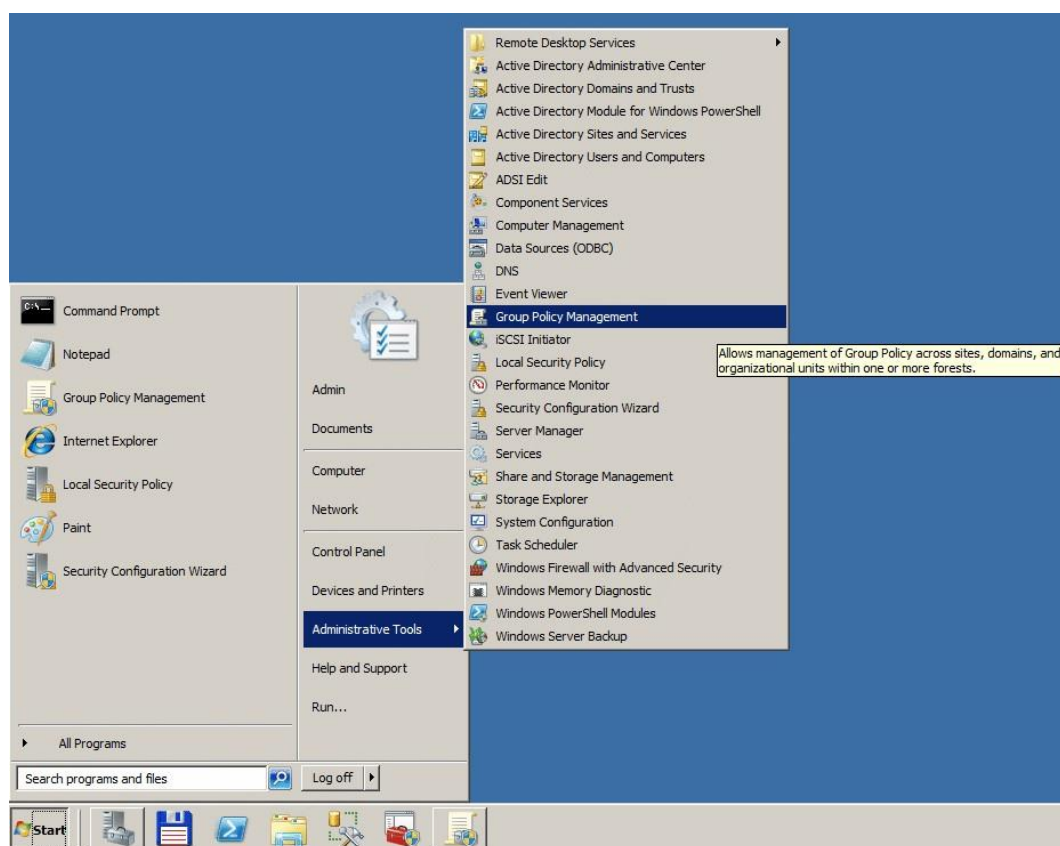 Remote Desktop Services
Active Directory Administrative Center
Active Directory Domains and Trusts
Active Directory Module for Windows PowerShell
Active Directory Sites and Services
Active Directory Users and Computers
ADSI Edit
Component Services
Computer Management
Data Sources (ODBC)
DNS
Event Viewer
Group Policy Management
iSCSI Initiator
Local Security Policy
Performance Monitor
Security Configuration Wizard
Server Manager
Services
Share and Storage Management
Storage Explorer
System Configuration
Task Scheduler
Windows Firewall with Advanced Security
Windows Memory Diagnostic
Windows PowerShell Modules
Windows Server Backup
Allows management of Group Policy across sites, domains, and
organizational units within one or more forests.
Command Prompt
Notepad
Group Policy Management
Internet Explorer
Local Security Policy
Paint
Security Configuration Wizard
All Programs
Search programs and files
Admin
Documents
Computer
Network
Control Panel
Devices and Printers
Administrative Tools
Help and Support
Run...
Log off
Start